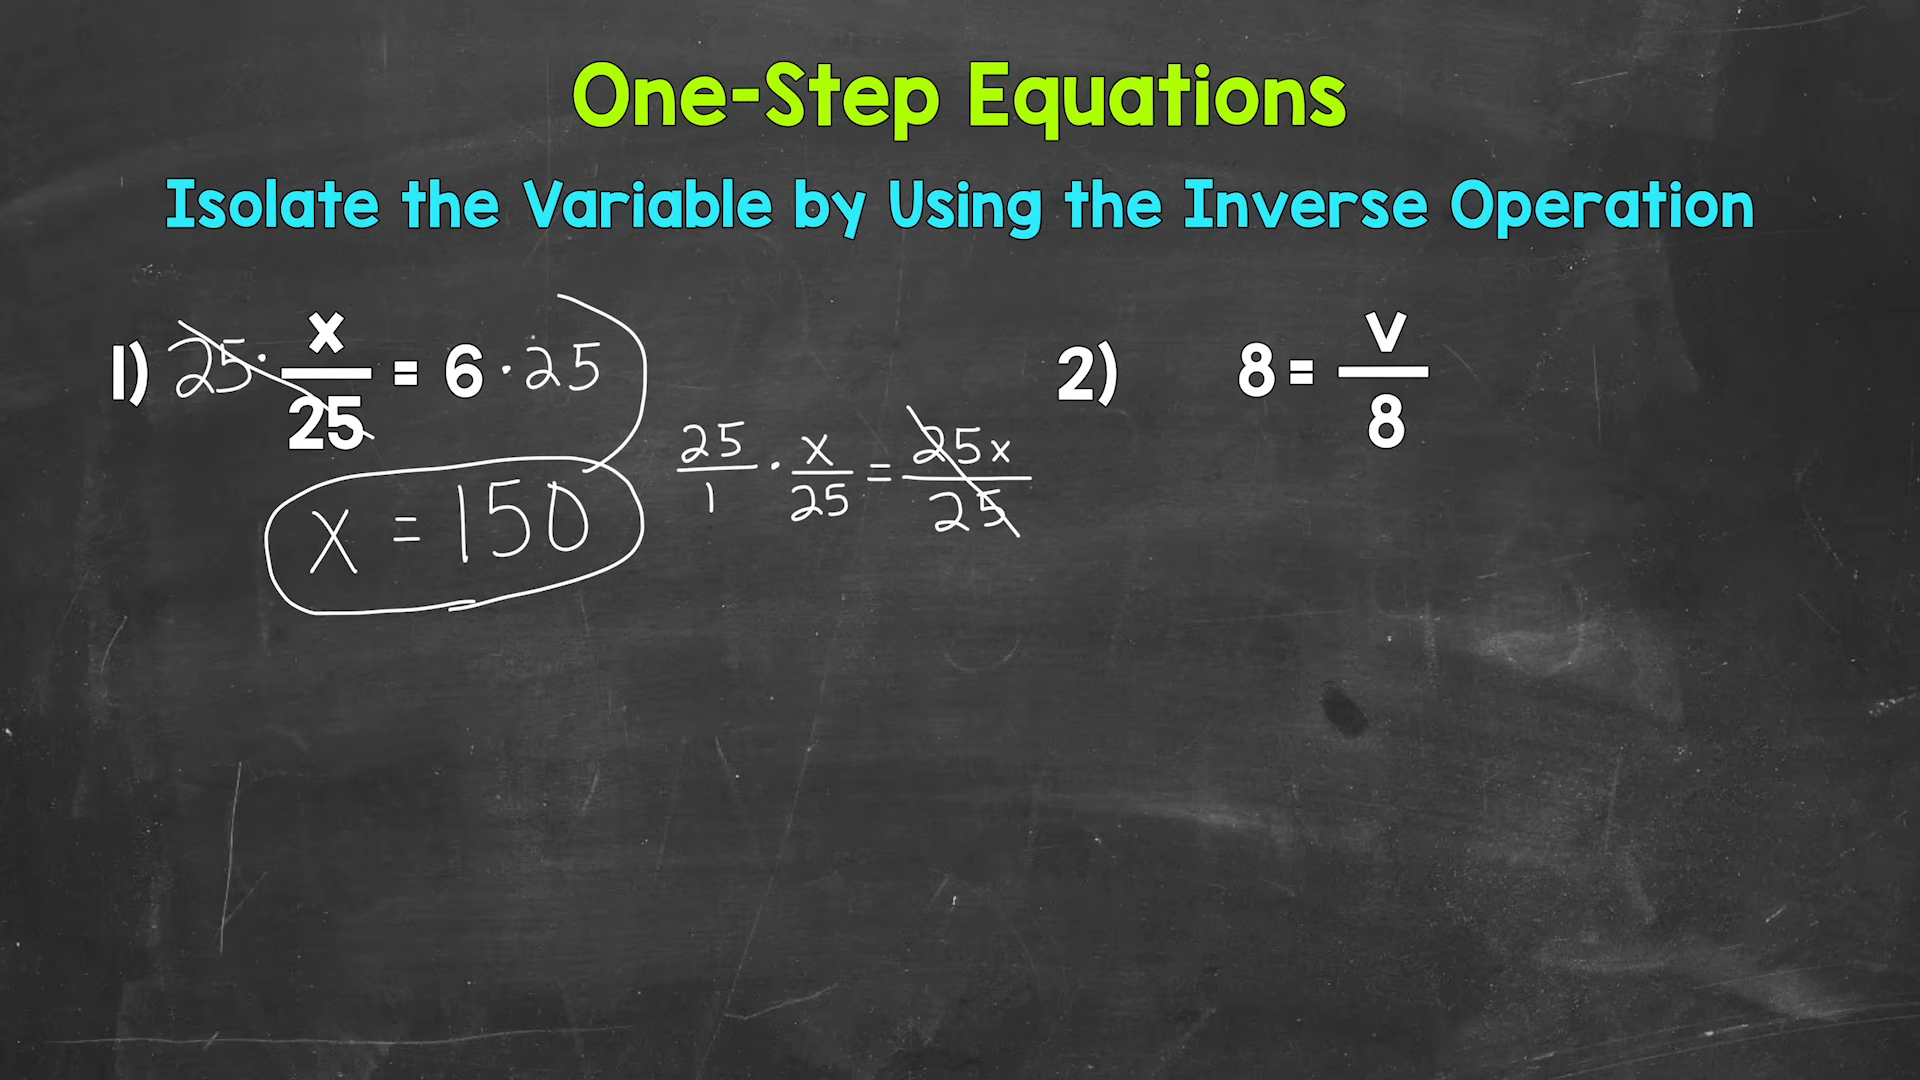 One-Step Equations
Isolate the Variable by Using the Inverse Operation
1) 25 · x/25 = 6 · 25
x = 150
25/1 · x/25 = 25x/25
2) 8 = v/8